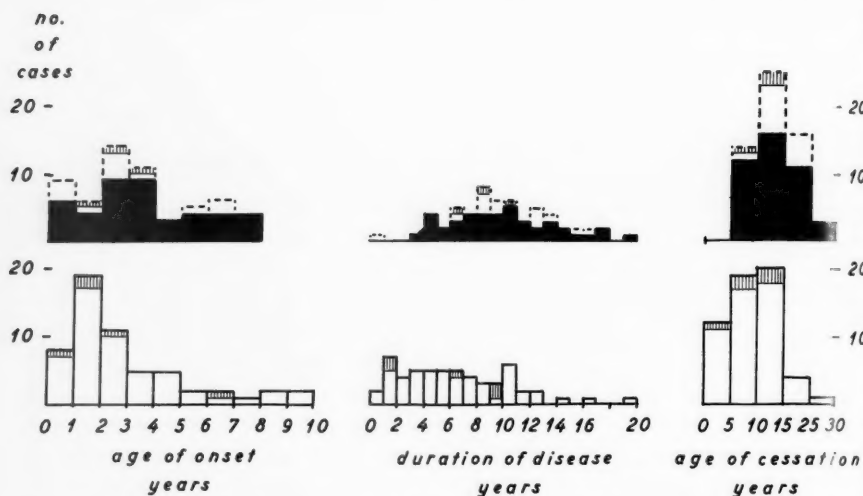 no.
of
cases
20
10
20
10
20
10
20
10
0 1 2 3 4 5 6 7 8 9 10
0 2 4 6 8 10 12 14 16 20
0 5 10 15 25 30
age of onset
years
duration of disease
years
age of cessation
years